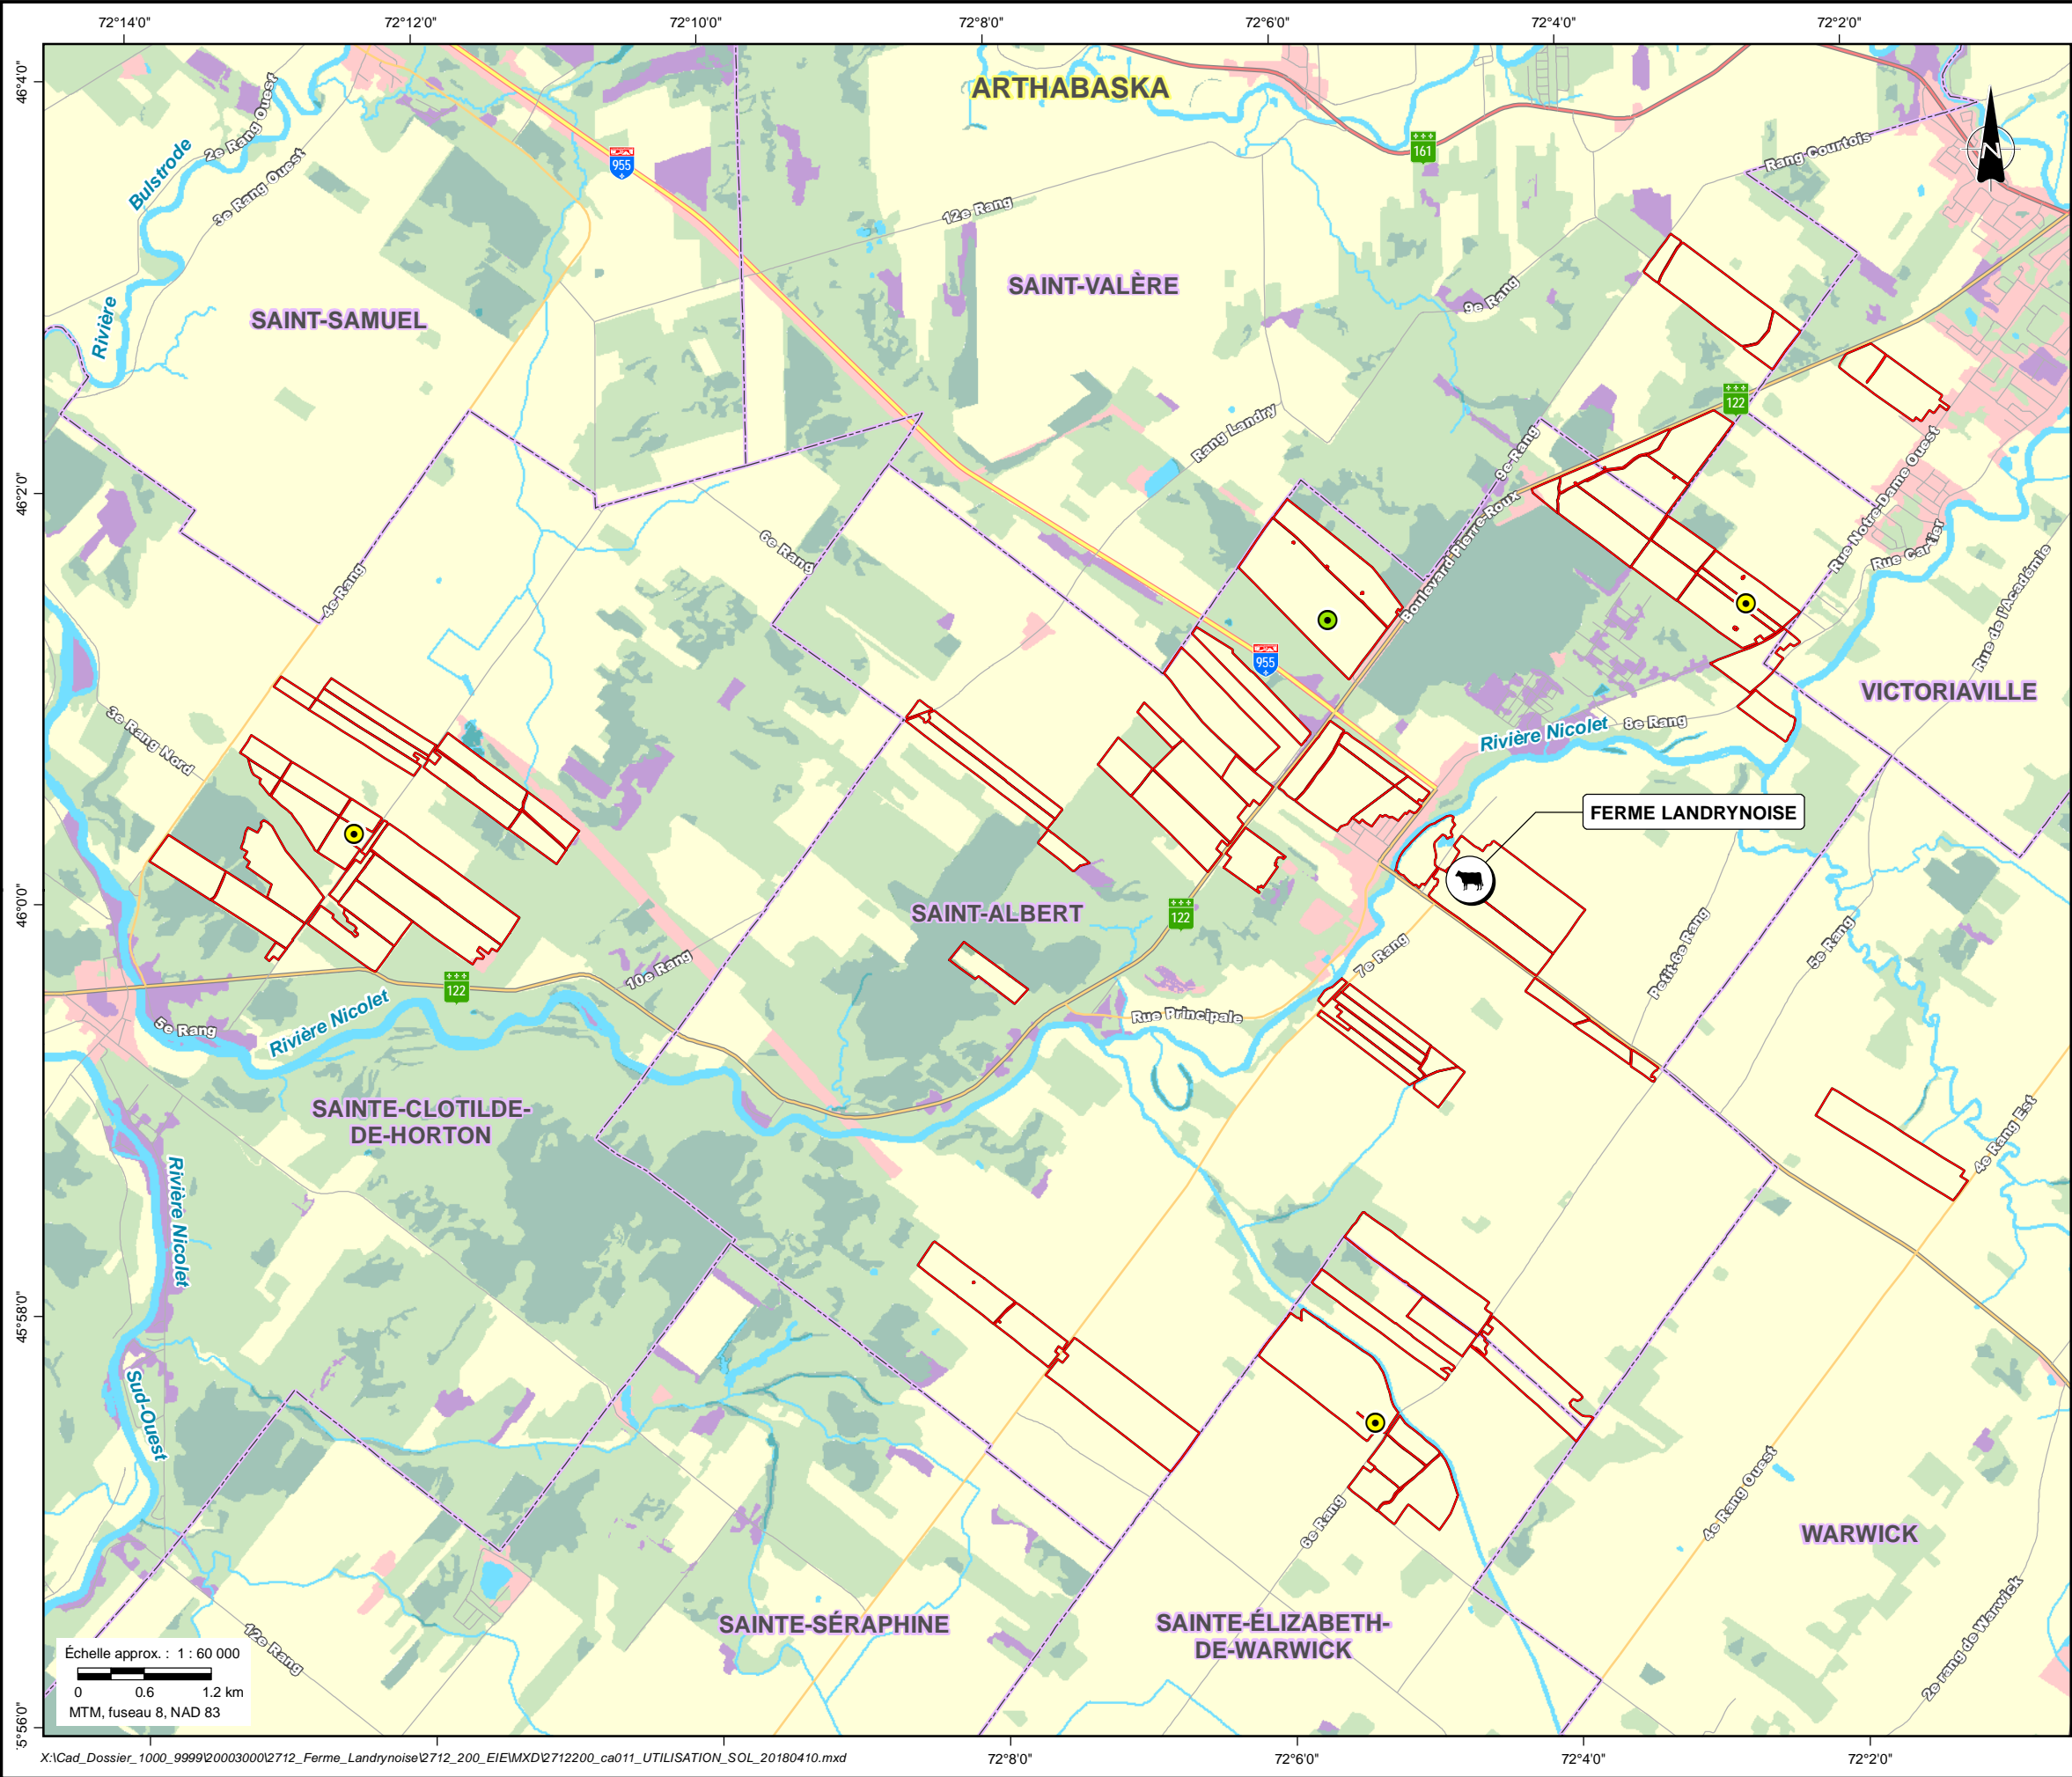 72°14'0"
72°12'0"
72°10'0"
72°8'0"
72°6'0"
72°4'0"
72°2'0"
46°4'0"
ARTHABASKA
161
955
Rang Courtois
N
2e Rang Ouest
3e Rang Ouest
Bulstrode
Rivière
12e Rang
SAINT-VALÈRE
SAINT-SAMUEL
9e Rang
122
Rang Landry
9e Rang
46°2'0"
Boulevard Pierre-Roux
Rue Notre-Dame Ouest
Rue Cartier
Rue de l'Académie
6e Rang
4e Rang
955
VICTORIAVILLE
3e Rang Nord
Rivière Nicolet
8e Rang
FERME LANDRYNOISE
46°0'0"
SAINT-ALBERT
122
Petit-6e Rang
5e Rang
7e Rang
10e Rang
122
Rue Principale
5e Rang
Rivière Nicolet
SAINTE-CLOTILDE-
DE-HORTON
4e Rang Est
Rivière Nicolet
45°58'0"
Sud-Ouest
4e Rang Ouest
6e Rang
WARWICK
SAINTE-SÉRAPHINE
SAINTE-ÉLIZABETH-
DE-WARWICK
12e Rang
2e rang de Warwick
Échelle approx. : 1 : 60 000
0 0.6 1.2 km
MTM, fuseau 8, NAD 83
5°56'0"
X:\Cad_Dossier_1000_9999\20003000\2712_Ferme_Landrynoise\2712_200_EIE\MXD\2712200_ca011_UTILISATION_SOL_20180410.mxd
72°8'0"
72°6'0"
72°4'0"
72°2'0"